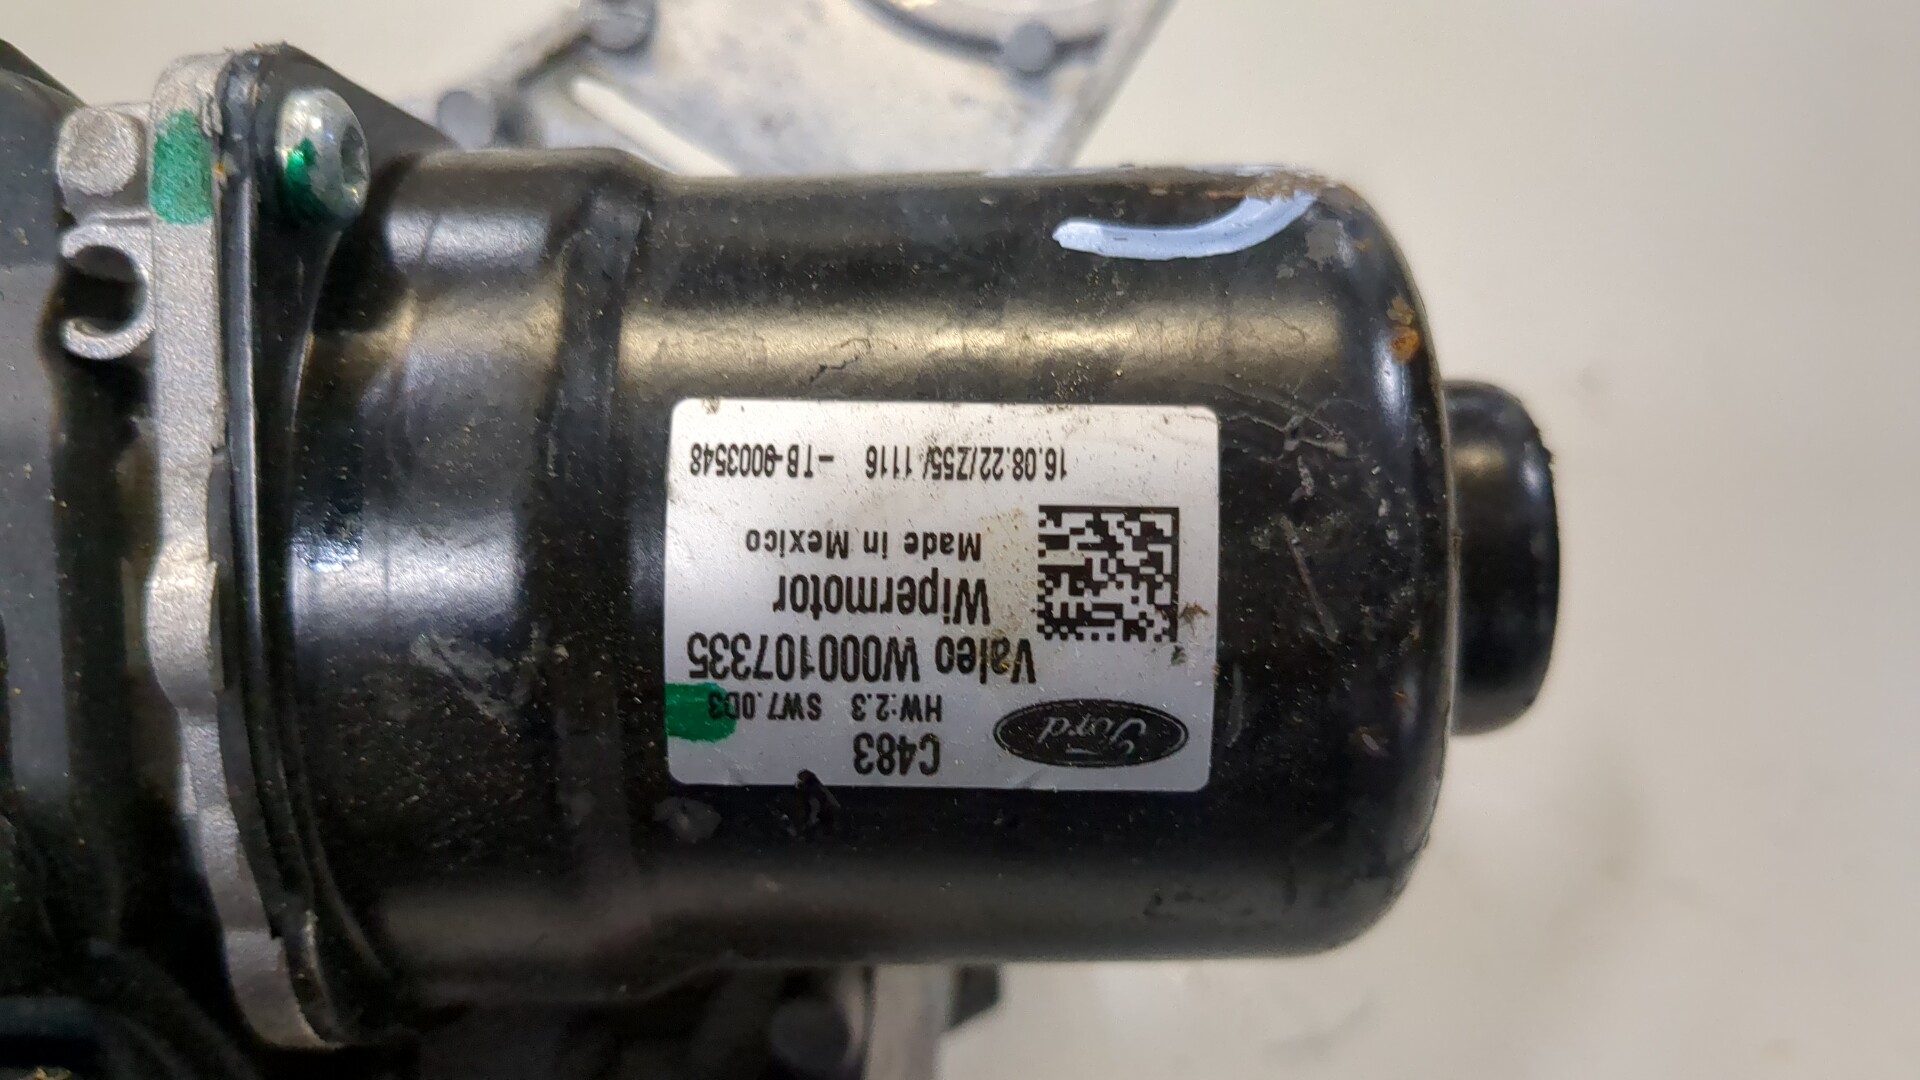 Ford
C483
HW:2.3 SW7.0D3
Valeo W000107335
Wipermotor
Made in Mexico
16.08.22/Z55/ 1116 -TB-9003548